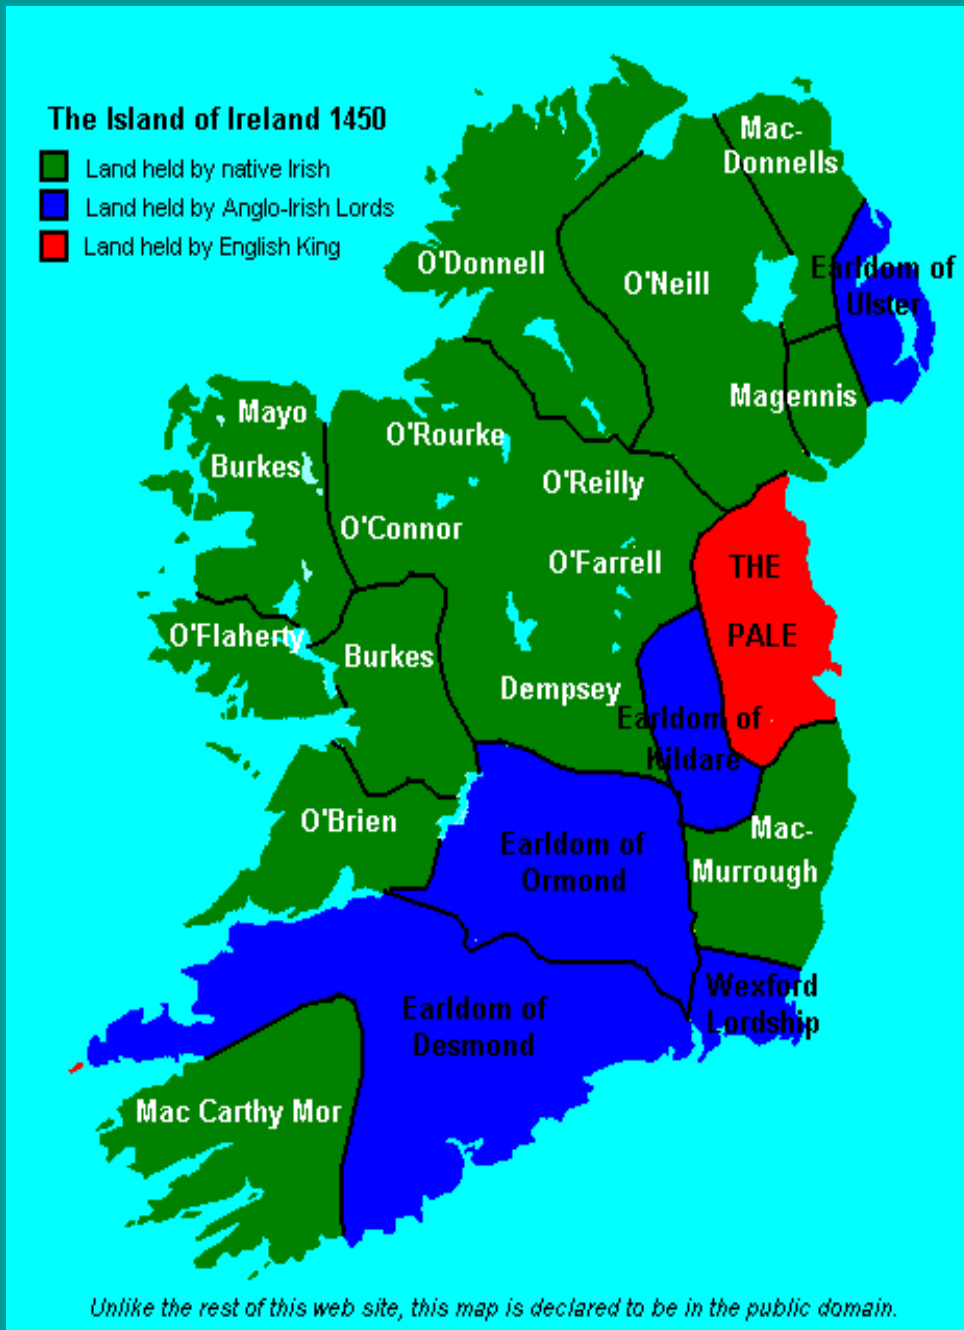 The Island of Ireland 1450
Land held by native Irish
Land held by Anglo-Irish Lords
Land held by English King
Mac-
Donnells
O'Donnell
O'Neill
Earldom of
Ulster
Magennis
Mayo
Burkes
O'Rourke
O'Reilly
O'Connor
O'Farrell
THE
PALE
O'Flaherty
Burkes
Dempsey
Earldom of
Kildare
O'Brien
Earldom of
Ormond
Mac-
Murrough
Wexford
Lordship
Earldom of
Desmond
Mac Carthy Mor
Unlike the rest of this web site, this map is declared to be in the public domain.